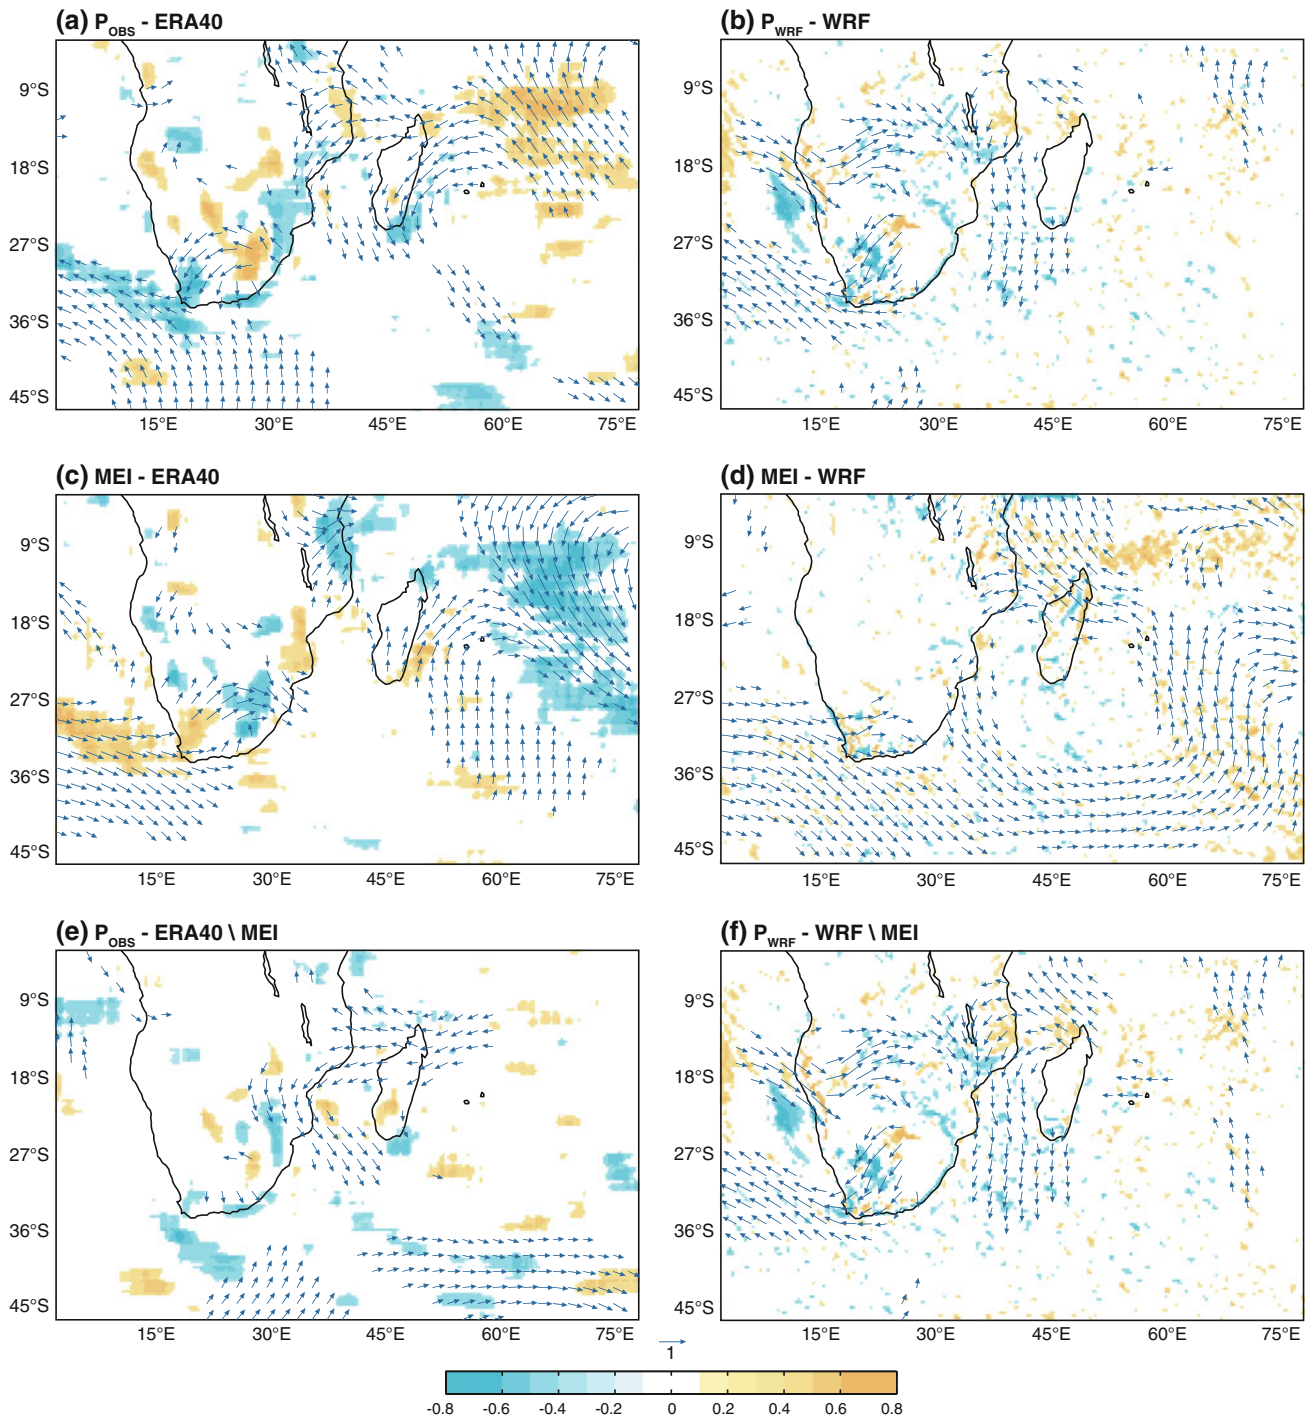 (a) P_OBS - ERA40
(b) P_WRF - WRF
9°S
18°S
27°S
36°S
45°S
15°E 30°E 45°E 60°E 75°E
9°S
18°S
27°S
36°S
45°S
15°E 30°E 45°E 60°E 75°E
(c) MEI - ERA40
(d) MEI - WRF
9°S
18°S
27°S
36°S
45°S
15°E 30°E 45°E 60°E 75°E
9°S
18°S
27°S
36°S
45°S
15°E 30°E 45°E 60°E 75°E
(e) P_OBS - ERA40 \ MEI
(f) P_WRF - WRF \ MEI
9°S
18°S
27°S
36°S
45°S
15°E 30°E 45°E 60°E 75°E
9°S
18°S
27°S
36°S
45°S
15°E 30°E 45°E 60°E 75°E
1
-0.8 -0.6 -0.4 -0.2 0 0.2 0.4 0.6 0.8